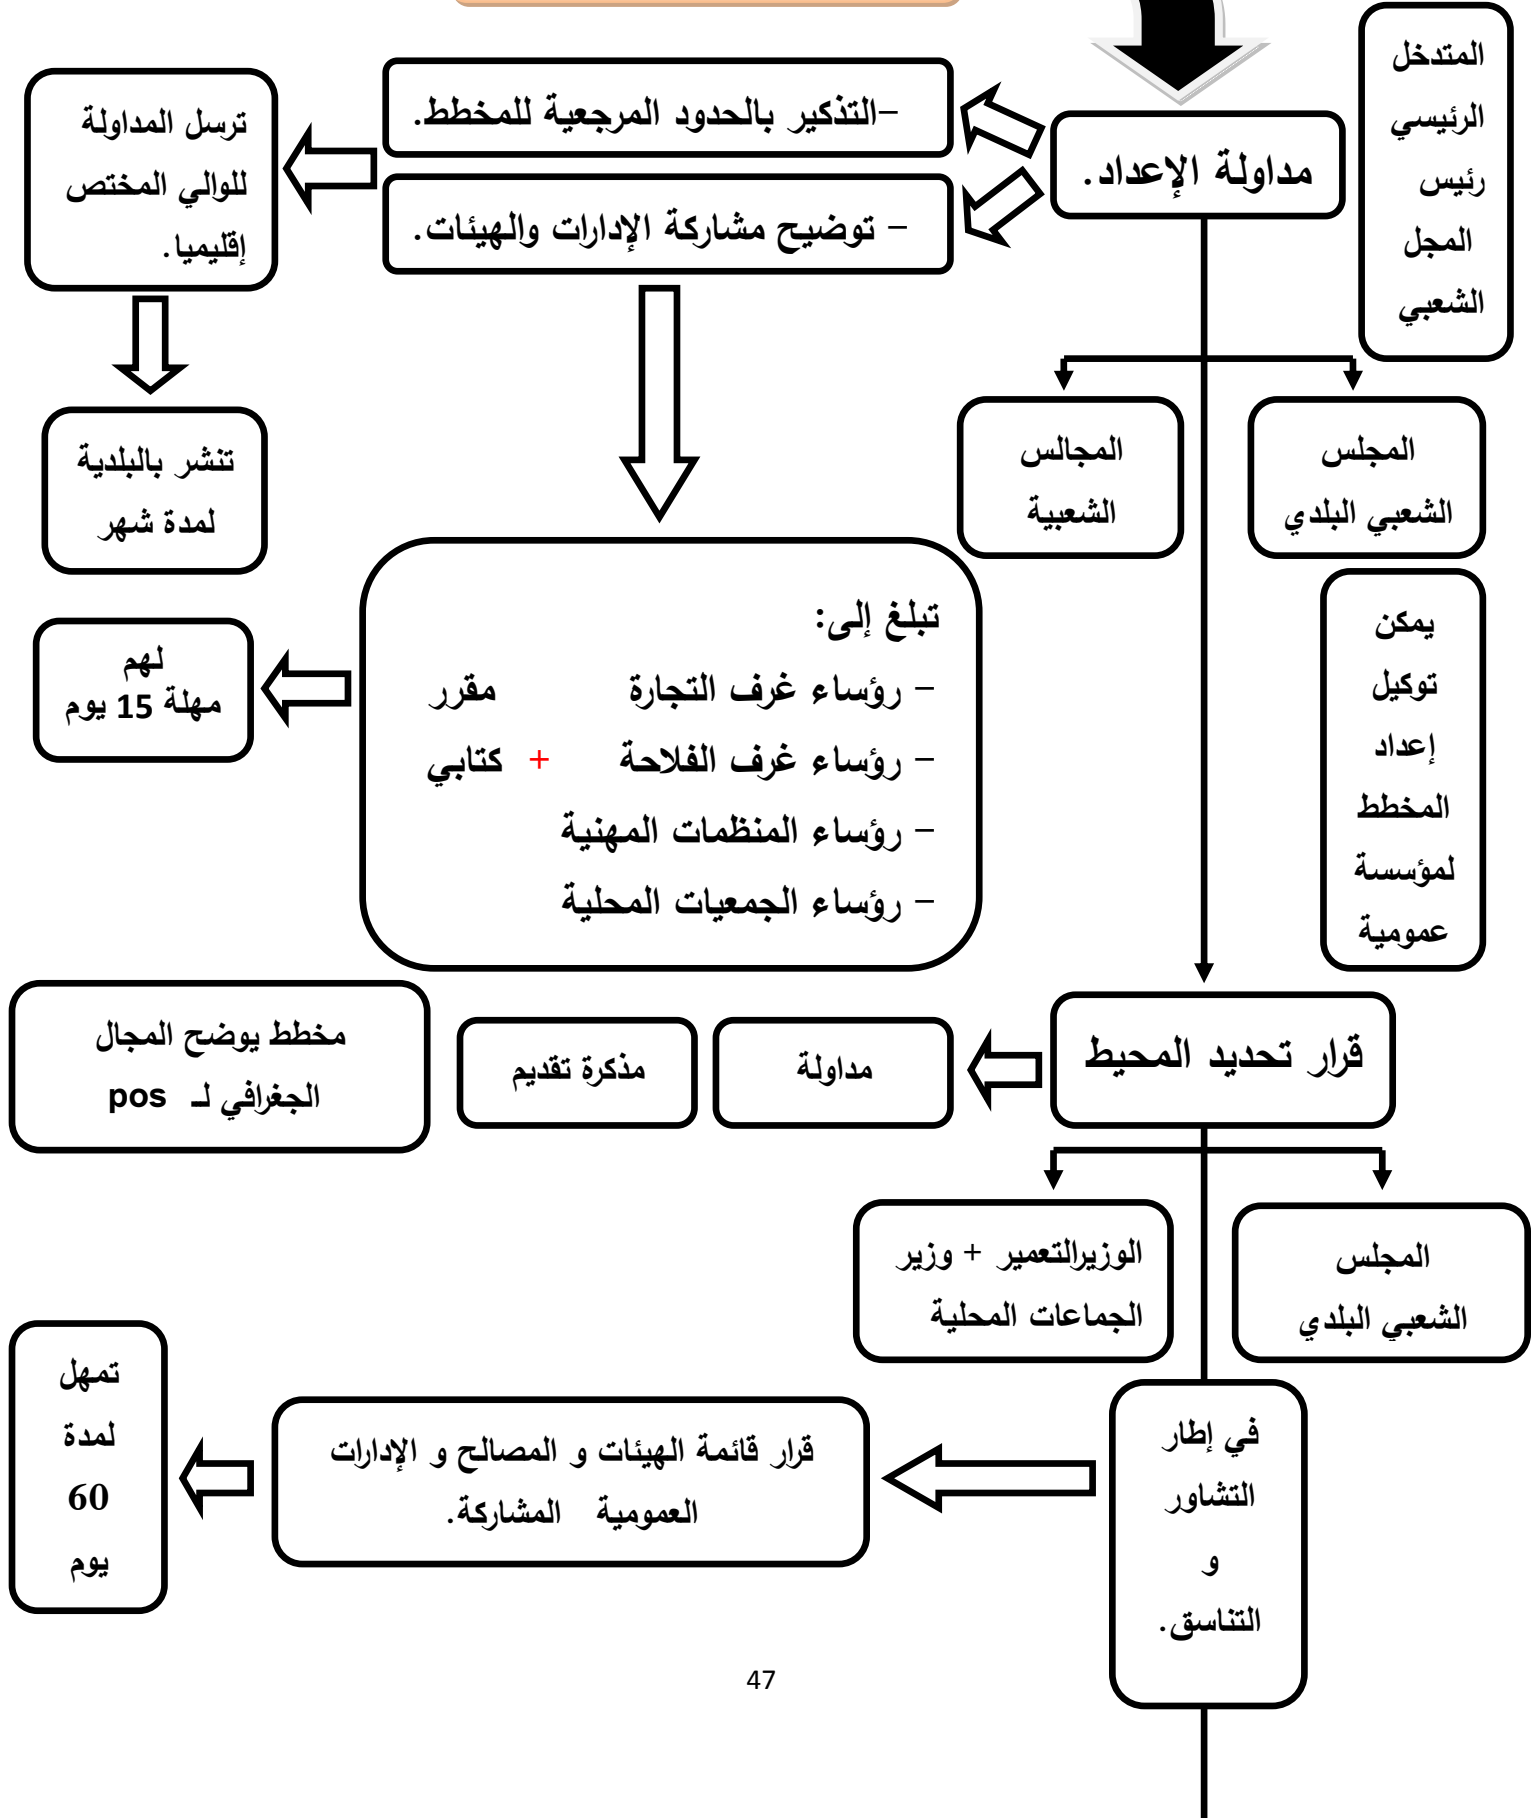 المتدخل
الرئيسي
رئيس
المجل
الشعبي
مداولة الإعداد.
-التذكير بالحدود المرجعية للمخطط.
- توضيح مشاركة الإدارات والهيئات.
ترسل المداولة
للوالي المختص
إقليميا.
تنشر بالبلدية
لمدة شهر
المجلس
الشعبي البلدي
المجالس
الشعبية
يمكن
توكيل
إعداد
المخطط
لمؤسسة
عمومية
تبلغ إلى:
- رؤساء غرف التجارة مقرر
- رؤساء غرف الفلاحة + كتابي
- رؤساء المنظمات المهنية
- رؤساء الجمعيات المحلية
لهم
مهلة 15 يوم
قرار تحديد المحيط
مداولة
مذكرة تقديم
مخطط يوضح المجال
الجغرافي لـ pos
المجلس
الشعبي البلدي
الوزيرالتعمير + وزير
الجماعات المحلية
في إطار
التشاور
و
التناسق.
قرار قائمة الهيئات و المصالح و الإدارات
العمومية المشاركة.
تمهل
لمدة
60
يوم
47